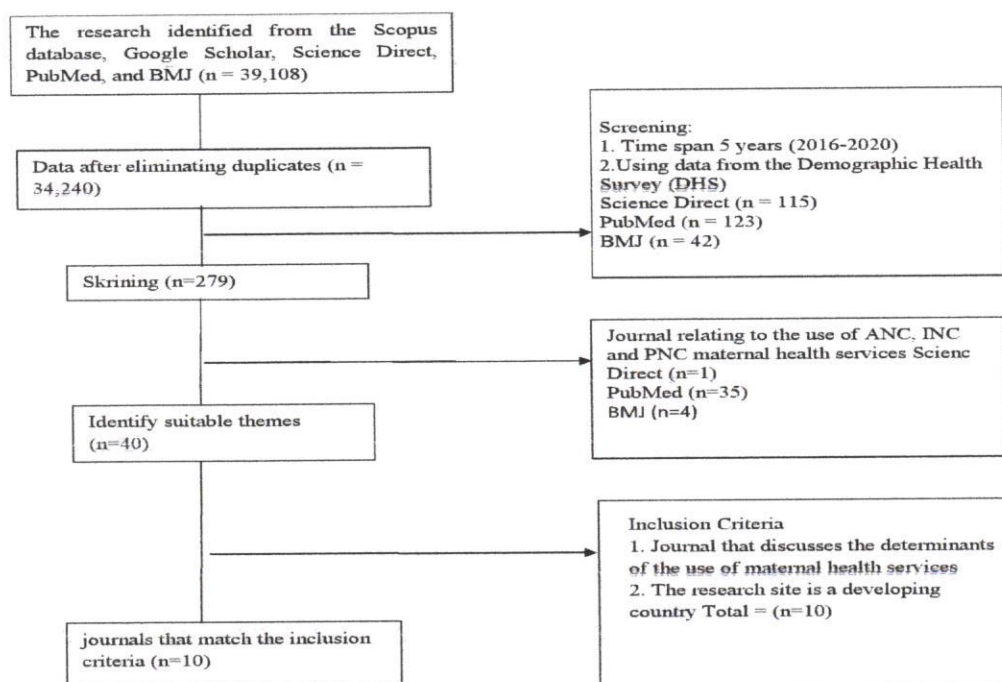 The research identified from the Scopus
database, Google Scholar, Science Direct,
PubMed, and BMJ (n = 39,108)
Data after eliminating duplicates (n =
34,240)
Screening:
1. Time span 5 years (2016-2020)
2.Using data from the Demographic Health
Survey (DHS)
Science Direct (n = 115)
PubMed (n = 123)
BMJ (n = 42)
Skrining (n=279)
Journal relating to the use of ANC, INC
and PNC maternal health services Scienc
Direct (n=1)
PubMed (n=35)
BMJ (n=4)
Identify suitable themes
(n=40)
Inclusion Criteria
1. Journal that discusses the determinants
of the use of maternal health services
2. The research site is a developing
country Total = (n=10)
journals that match the inclusion
criteria (n=10)